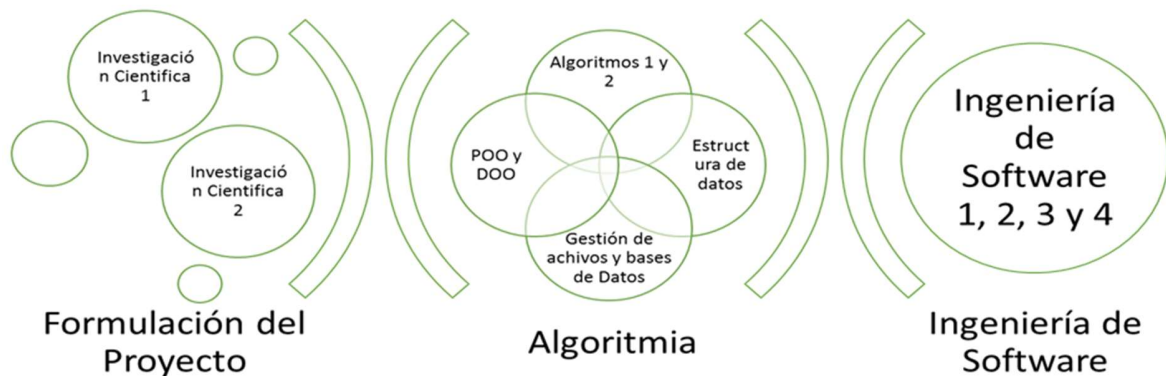 Investigació
n Cientifica
1
Investigació
n Cientifica
2
Formulación del
Proyecto
Algoritmos 1 y
2
POO y
DOO
Estruct
ura de
datos
Gestión de
achivos y bases
de Datos
Algoritmia
Ingeniería
de
Software
1, 2, 3 y 4
Ingeniería de
Software